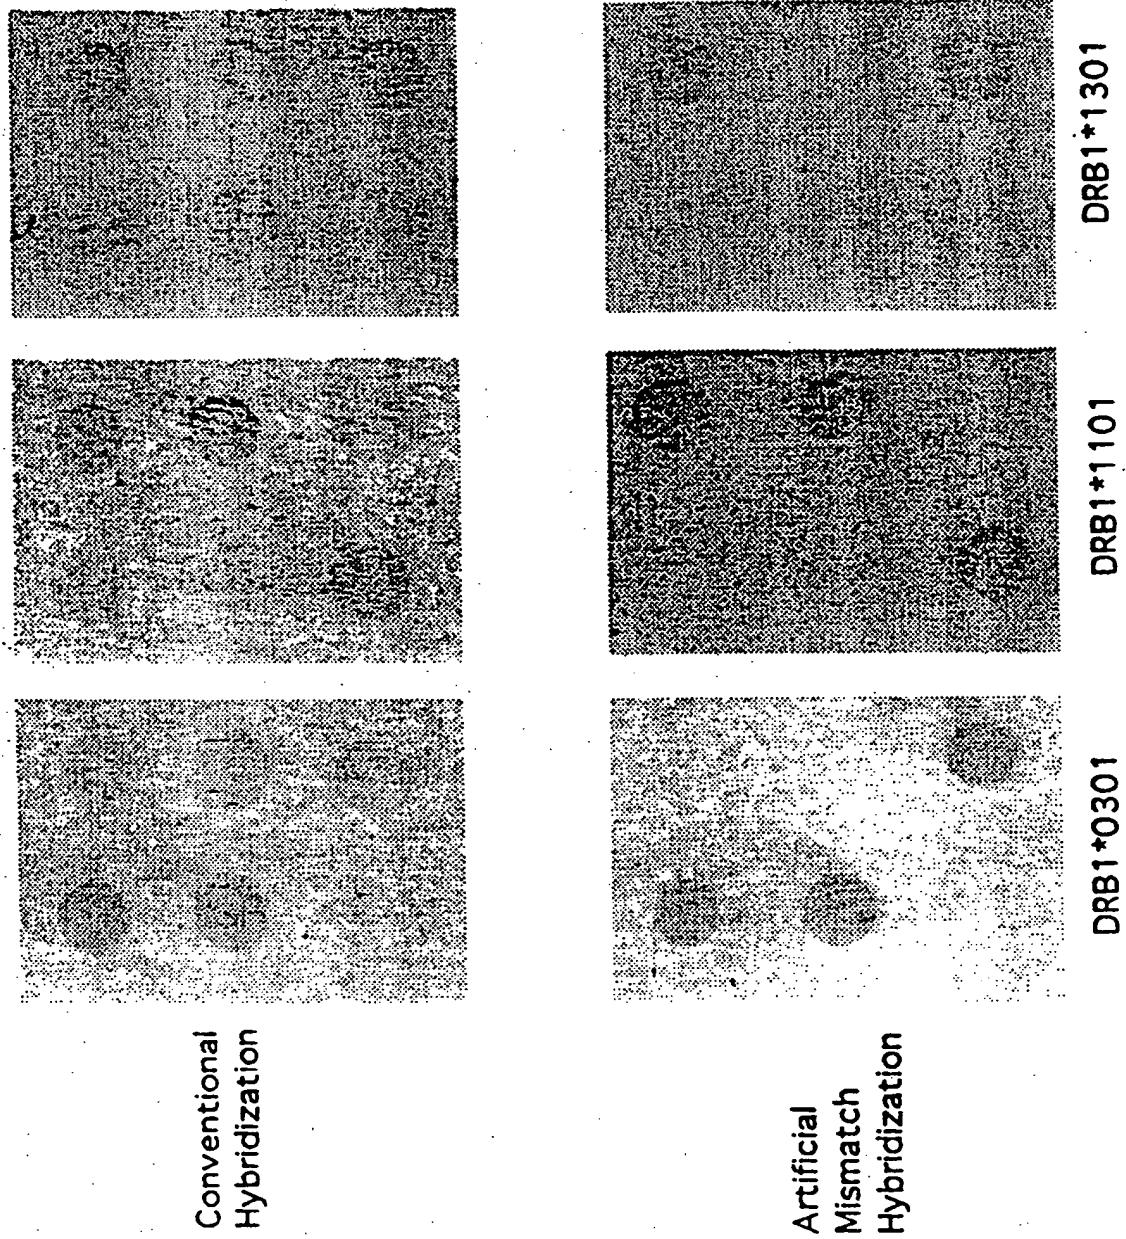 Conventional
Hybridization
Artificial
Mismatch
Hybridization
DRB1*0301
DRB1*1101
DRB1*1301